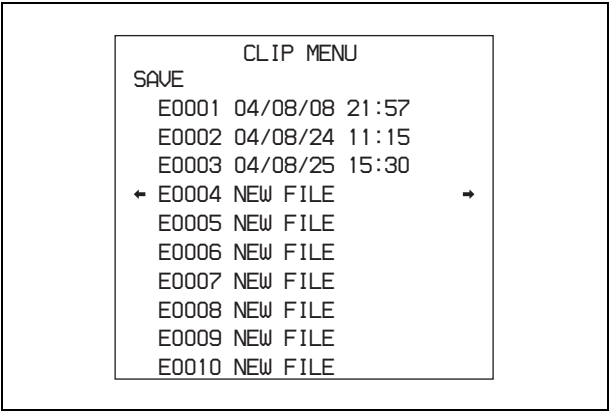 CLIP MENU
SAVE
E0001 04/08/08 21:57
E0002 04/08/24 11:15
E0003 04/08/25 15:30
← E0004 NEW FILE →
E0005 NEW FILE
E0006 NEW FILE
E0007 NEW FILE
E0008 NEW FILE
E0009 NEW FILE
E0010 NEW FILE